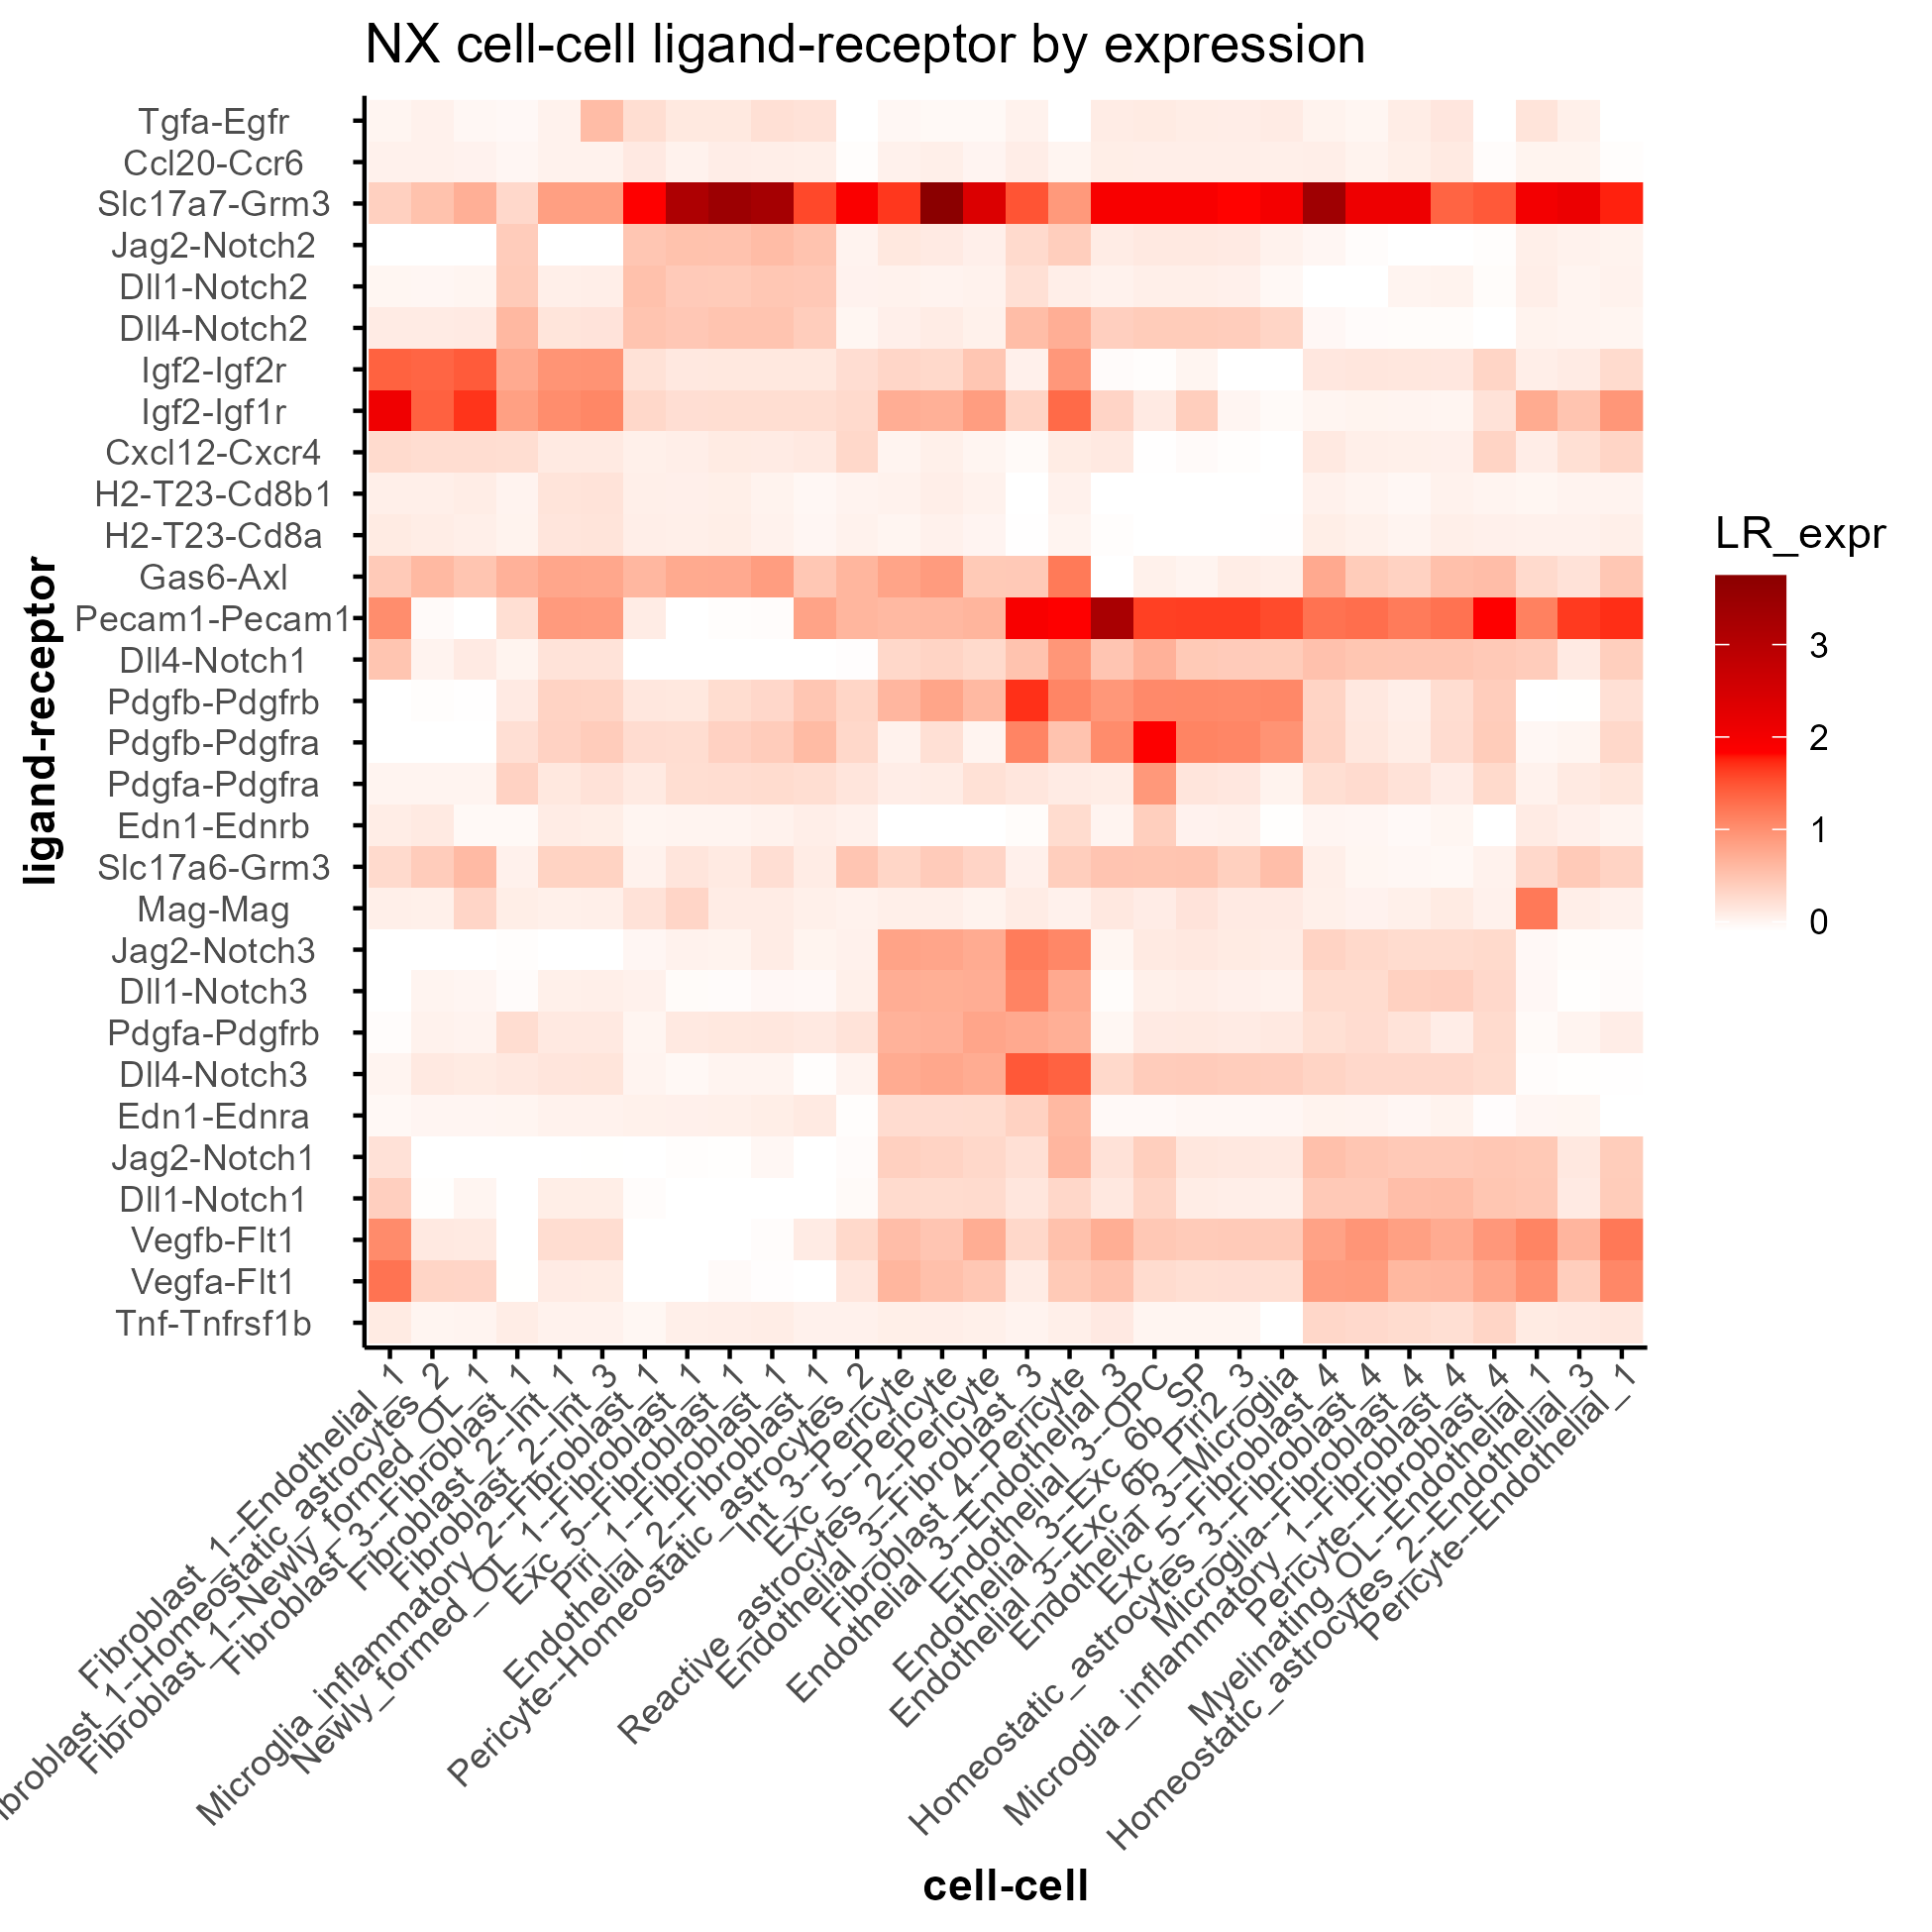 NX cell-cell ligand-receptor by expression
ligand-receptor
Tgfa-Egfr
Ccl20-Ccr6
Slc17a7-Grm3
Jag2-Notch2
Dll1-Notch2
Dll4-Notch2
Igf2-Igf2r
Igf2-Igf1r
Cxcl12-Cxcr4
H2-T23-Cd8b1
H2-T23-Cd8a
Gas6-Axl
Pecam1-Pecam1
Dll4-Notch1
Pdgfb-Pdgfrb
Pdgfb-Pdgfra
Pdgfa-Pdgfra
Edn1-Ednrb
Slc17a6-Grm3
Mag-Mag
Jag2-Notch3
Dll1-Notch3
Pdgfa-Pdgfrb
Dll4-Notch3
Edn1-Ednra
Jag2-Notch1
Dll1-Notch1
Vegfb-Flt1
Vegfa-Flt1
Tnf-Tnfrsf1b
Fibroblast_1--Endothelial_1
ibroblast_1--Homeostatic_astrocytes_2
Fibroblast_1--Newly_formed_OL_1
Fibroblast_3--Fibroblast_1
Fibroblast_2--Int_1
Fibroblast_2--Int_3
Microglia_inflammatory_2--Fibroblast_1
Newly_formed_OL_1--Fibroblast_1
Exc_5--Fibroblast_1
Piri_1--Fibroblast_1
Endothelial_2--Fibroblast_1
Pericyte--Homeostatic_astrocytes_2
Int_3--Pericyte
Exc_5--Pericyte
Reactive_astrocytes_2--Pericyte
Endothelial_3--Fibroblast_3
Fibroblast_4--Pericyte
Endothelial_3--Endothelial_3
Endothelial_3--OPC
Endothelial_3--Exc_6b_SP
Endothelial_3--Exc_6b_Piri2_3
Endothelial_3--Microglia
Exc_5--Fibroblast_4
Homeostatic_astrocytes_3--Fibroblast_4
Microglia--Fibroblast_4
Microglia_inflammatory_1--Fibroblast_4
Pericyte--Fibroblast_4
Myelinating_OL--Endothelial_1
Homeostatic_astrocytes_2--Endothelial_3
Pericyte--Endothelial_1
cell-cell
LR_expr
3
2
1
0